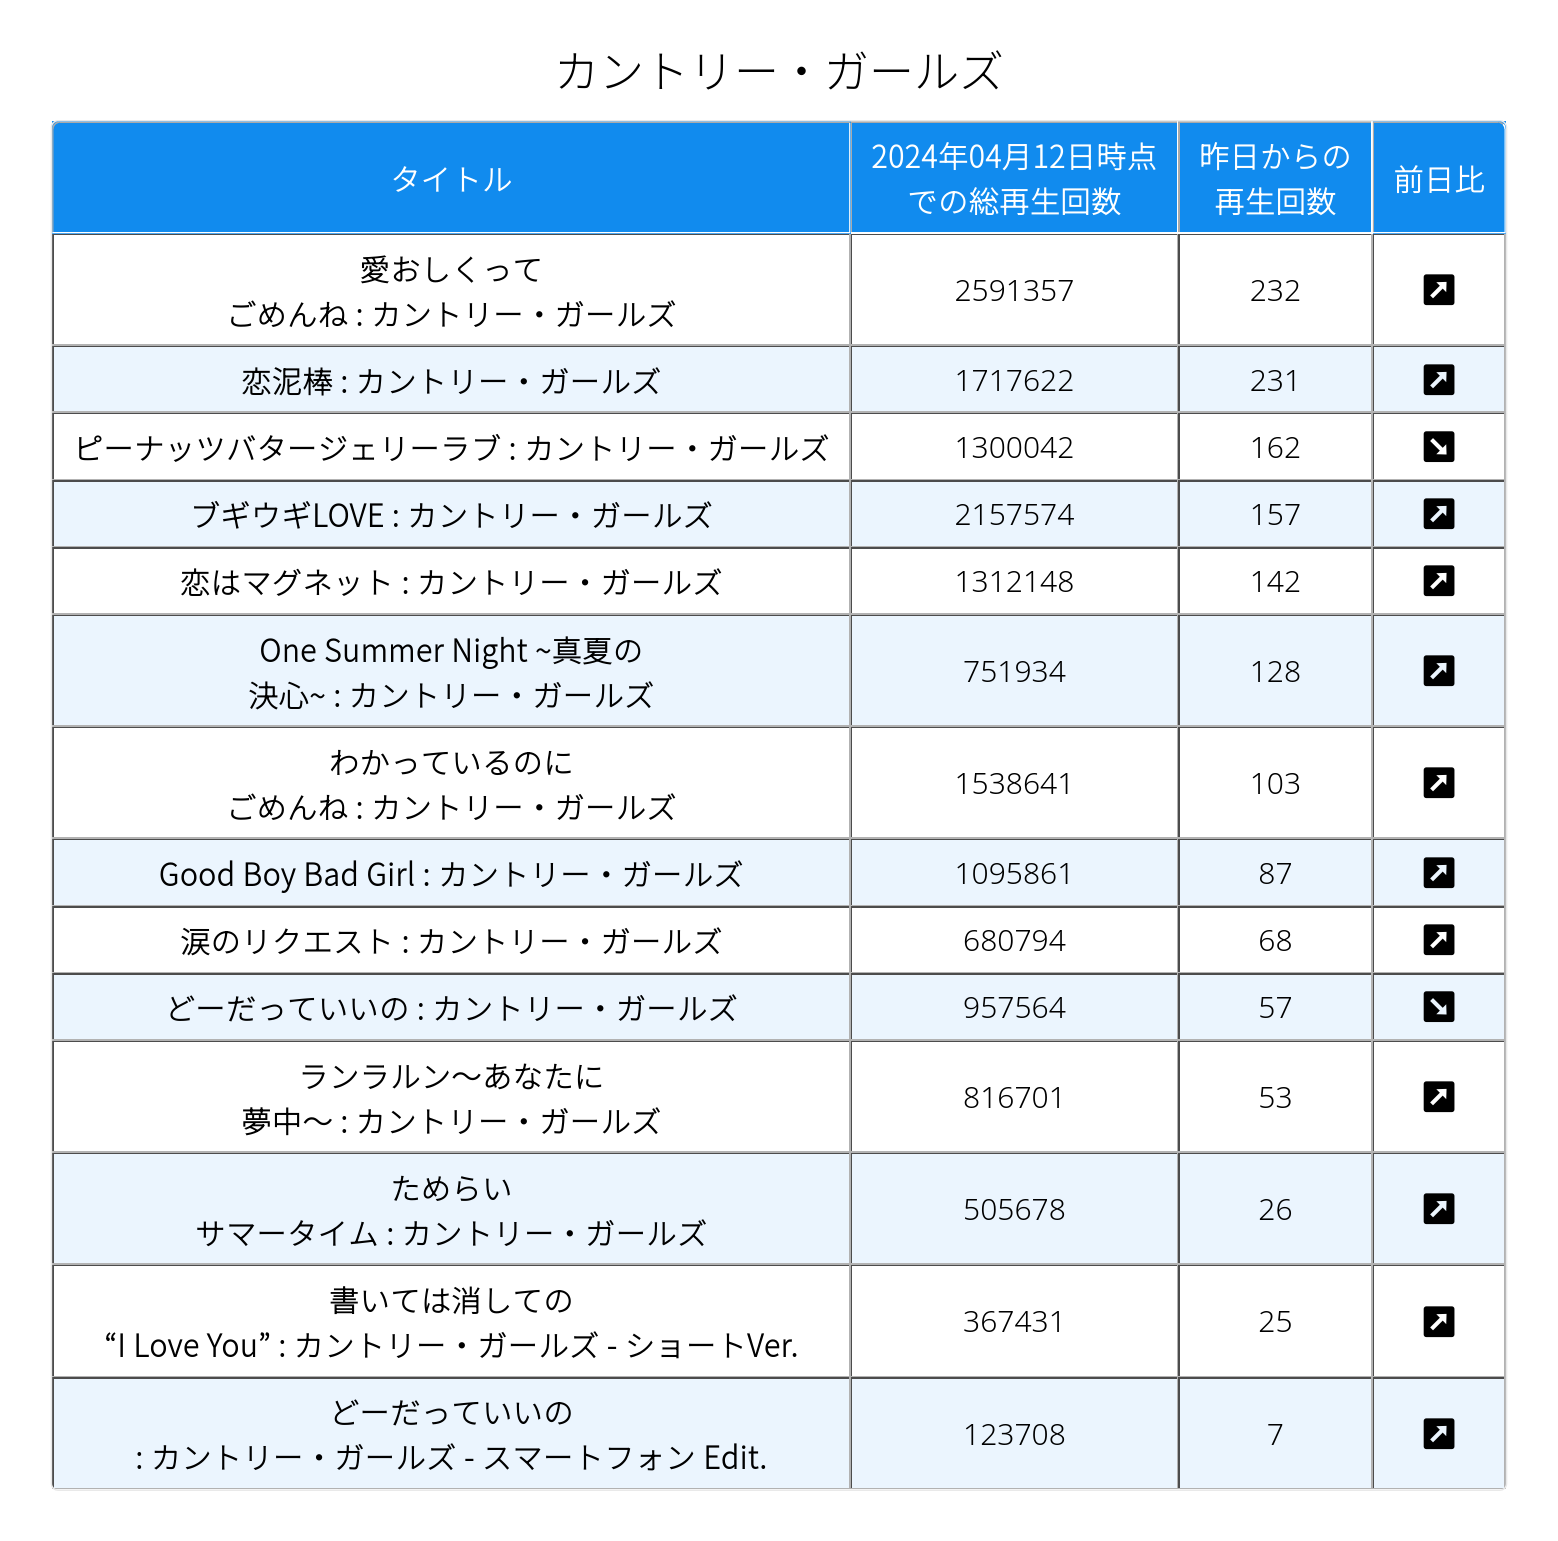 カントリー・ガールズ
タイトル
2024年04月12日時点
での総再生回数
昨日からの
再生回数
前日比
愛おしくって
ごめんね : カントリー・ガールズ
2591357
232
恋泥棒 : カントリー・ガールズ
1717622
231
ピーナッツバタージェリーラブ : カントリー・ガールズ
1300042
162
ブギウギLOVE : カントリー・ガールズ
2157574
157
恋はマグネット : カントリー・ガールズ
1312148
142
One Summer Night ~真夏の
決心~ : カントリー・ガールズ
751934
128
わかっているのに
ごめんね : カントリー・ガールズ
1538641
103
Good Boy Bad Girl : カントリー・ガールズ
1095861
87
涙のリクエスト : カントリー・ガールズ
680794
68
どーだっていいの : カントリー・ガールズ
957564
57
ランラルン〜あなたに
夢中〜 : カントリー・ガールズ
816701
53
ためらい
サマータイム : カントリー・ガールズ
505678
26
書いては消しての
“I Love You” : カントリー・ガールズ - ショートVer.
367431
25
どーだっていいの
: カントリー・ガールズ - スマートフォン Edit.
123708
7